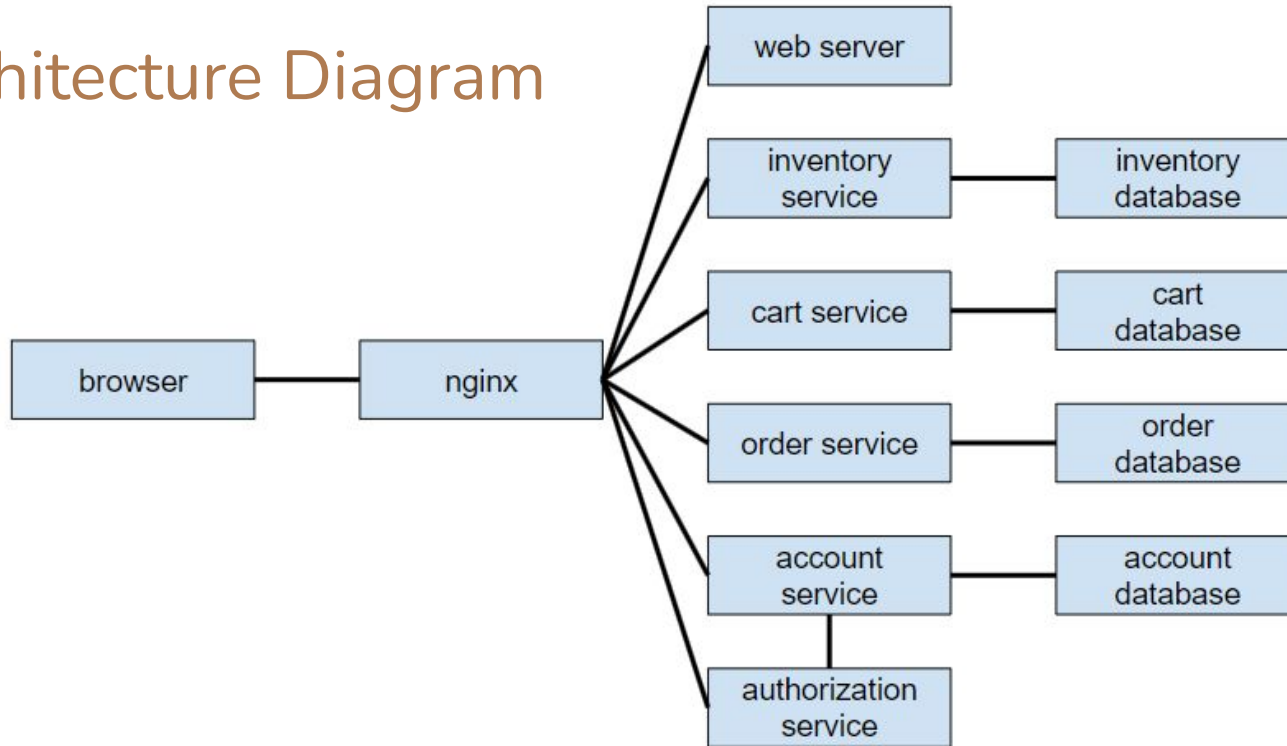 hitecture Diagram
web server
inventory
service
inventory
database
cart service
cart
database
browser
nginx
order service
order
database
account
service
account
database
authorization
service